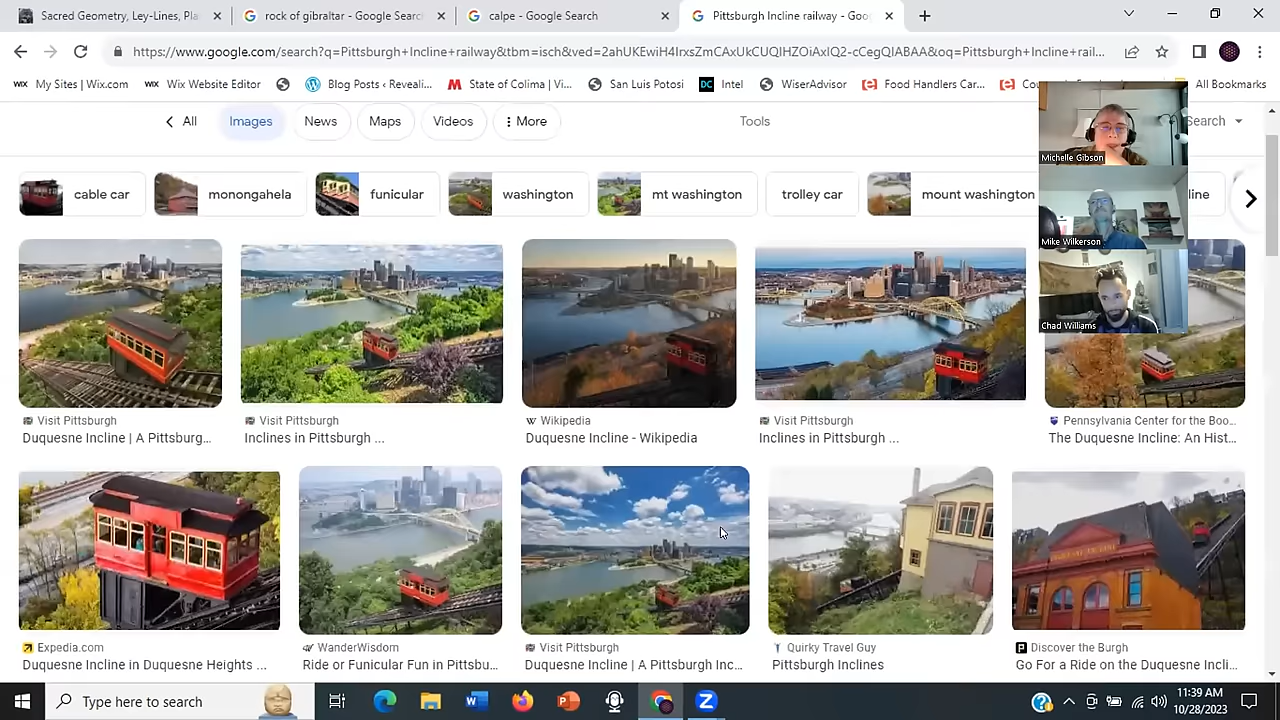 Sacred Geometry, Ley-Lines, Pla
rock of gibraltar - Google Search
calpe - Google Search
Pittsburgh Incline railway - Goo
https://www.google.com/search?q=Pittsburgh+Incline+railway&tbm=isch&ved=2ahUKEwiH4IrxsZmCAxUkCUQIHZOiAxIQ2-cCegQIABAA&oq=Pittsburgh+Incline+rail...
WIX My Sites | Wix.com
WIX Wix Website Editor
Blog Posts ‹ Reveali...
State of Colima | Vi...
San Luis Potosi
DC Intel
WiserAdvisor
Food Handlers Car...
All Bookmarks
All
Images
News
Maps
Videos
More
Tools
Search
cable car
monongahela
funicular
washington
mt washington
trolley car
mount washington
line
Michelle Gibson
Mike Wilkerson
Chad Williams
Visit Pittsburgh
Duquesne Incline | A Pittsburg...
Visit Pittsburgh
Inclines in Pittsburgh ...
W Wikipedia
Duquesne Incline - Wikipedia
Visit Pittsburgh
Inclines in Pittsburgh ...
Pennsylvania Center for the Boo...
The Duquesne Incline: An Hist...
Expedia.com
Duquesne Incline in Duquesne Heights ...
WanderWisdom
Ride or Funicular Fun in Pittsbu...
Visit Pittsburgh
Duquesne Incline | A Pittsburgh Inc...
Quirky Travel Guy
Pittsburgh Inclines
Discover the Burgh
Go For a Ride on the Duquesne Incli...
Type here to search
11:39 AM
10/28/2023